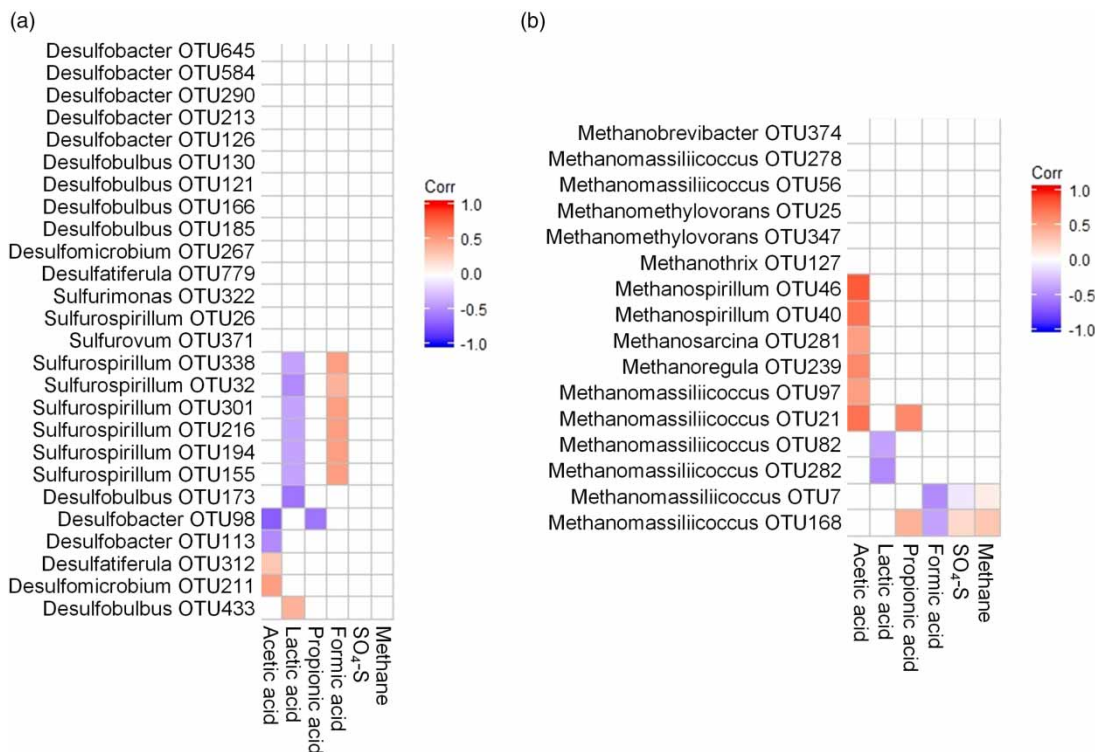 (a)
Desulfobacter OTU645
Desulfobacter OTU584
Desulfobacter OTU290
Desulfobacter OTU213
Desulfobacter OTU126
Desulfobulbus OTU130
Desulfobulbus OTU121
Desulfobulbus OTU166
Desulfobulbus OTU185
Desulfomicrobium OTU267
Desulfatiferula OTU779
Sulfurimonas OTU322
Sulfurospirillum OTU26
Sulfurovum OTU371
Sulfurospirillum OTU338
Sulfurospirillum OTU32
Sulfurospirillum OTU301
Sulfurospirillum OTU216
Sulfurospirillum OTU194
Sulfurospirillum OTU155
Desulfobulbus OTU173
Desulfobacter OTU98
Desulfobacter OTU113
Desulfatiferula OTU312
Desulfomicrobium OTU211
Desulfobulbus OTU433
Acetic acid
Lactic acid
Propionic acid
Formic acid
SO₄-S
Methane
Corr
1.0
0.5
0.0
-0.5
-1.0
(b)
Methanobrevibacter OTU374
Methanomassiliicoccus OTU278
Methanomassiliicoccus OTU56
Methanomethylovorans OTU25
Methanomethylovorans OTU347
Methanothrix OTU127
Methanospirillum OTU46
Methanospirillum OTU40
Methanosarcina OTU281
Methanoregula OTU239
Methanomassiliicoccus OTU97
Methanomassiliicoccus OTU21
Methanomassiliicoccus OTU82
Methanomassiliicoccus OTU282
Methanomassiliicoccus OTU7
Methanomassiliicoccus OTU168
Acetic acid
Lactic acid
Propionic acid
Formic acid
SO₄-S
Methane
Corr
1.0
0.5
0.0
-0.5
-1.0